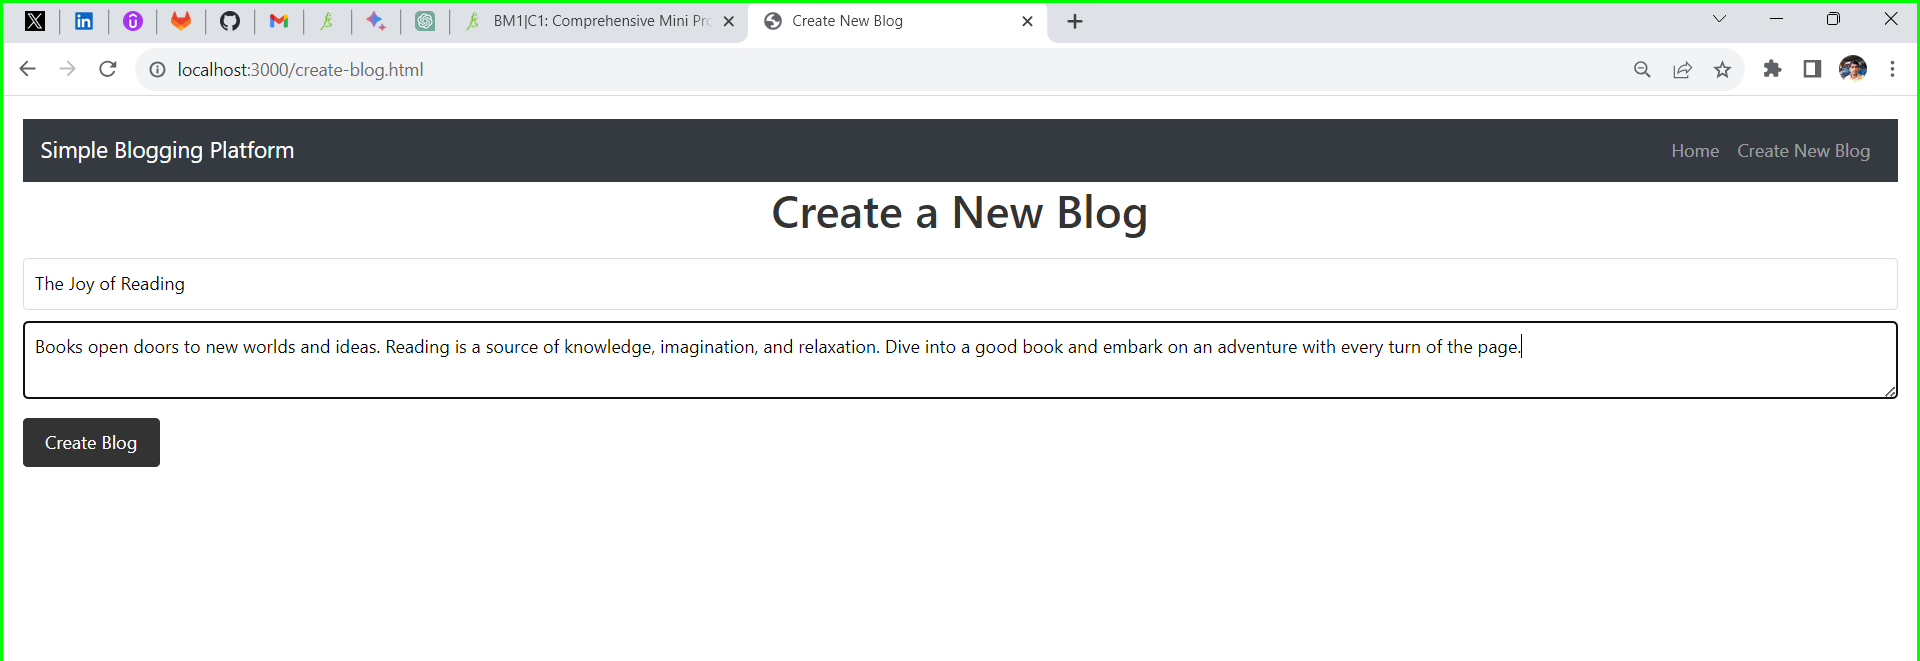 BM1|C1: Comprehensive Mini Pro
Create New Blog
localhost:3000/create-blog.html
Simple Blogging Platform
Home
Create New Blog
Create a New Blog
The Joy of Reading
Books open doors to new worlds and ideas. Reading is a source of knowledge, imagination, and relaxation. Dive into a good book and embark on an adventure with every turn of the page.
Create Blog